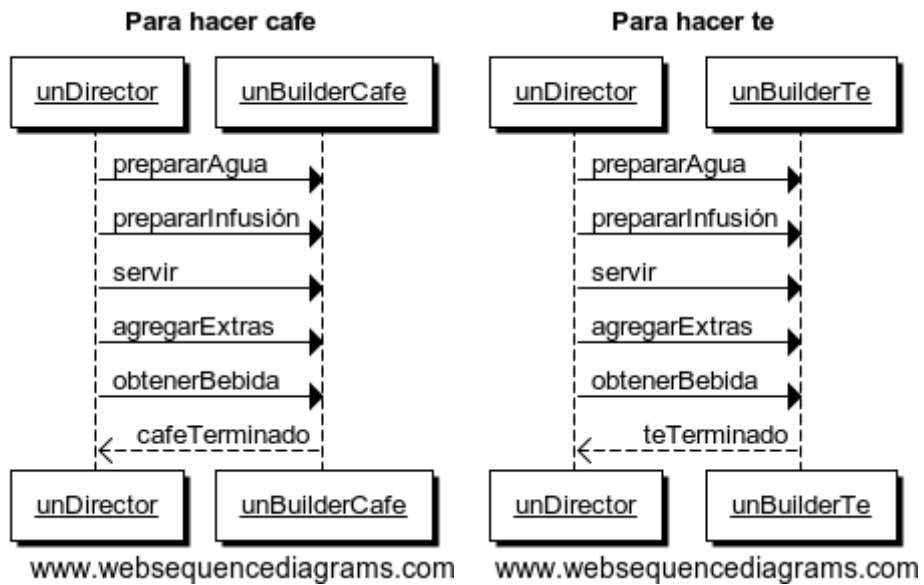 Para hacer cafe
unDirector
unBuilderCafe
prepararAgua
prepararInfusión
servir
agregarExtras
obtenerBebida
cafeTerminado
unDirector
unBuilderCafe
www.websequencediagrams.com
Para hacer te
unDirector
unBuilderTe
prepararAgua
prepararInfusión
servir
agregarExtras
obtenerBebida
teTerminado
unDirector
unBuilderTe
www.websequencediagrams.com